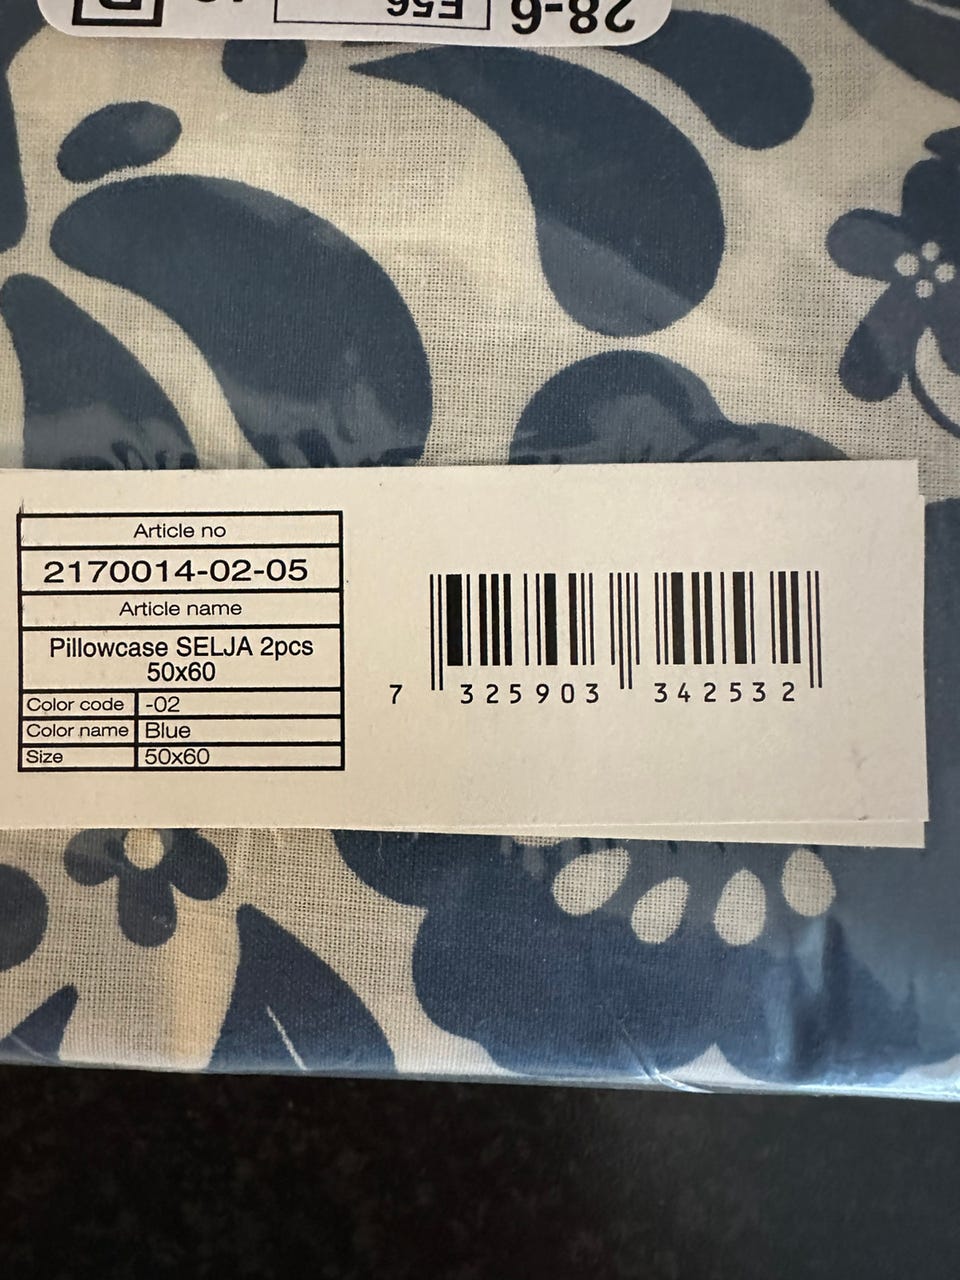 28-6
E56
Article no
2170014-02-05
Article name
Pillowcase SELJA 2pcs
50x60
Color code -02
Color name Blue
Size 50x60
7 325903 342532